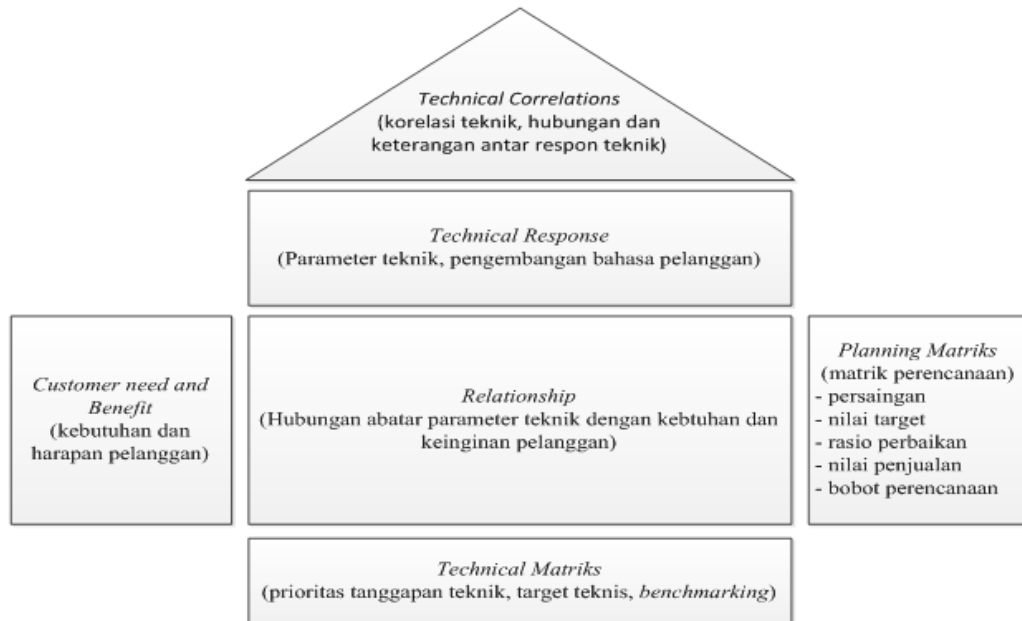 Technical Correlations
(korelasi teknik, hubungan dan
keterangan antar respon teknik)
Technical Response
(Parameter teknik, pengembangan bahasa pelanggan)
Customer need and
Benefit
(kebutuhan dan
harapan pelanggan)
Relationship
(Hubungan abatar parameter teknik dengan kebtuhan dan
keinginan pelanggan)
Planning Matriks
(matrik perencanaan)
- persaingan
- nilai target
- rasio perbaikan
- nilai penjualan
- bobot perencanaan
Technical Matriks
(prioritas tanggapan teknik, target teknis, benchmarking)